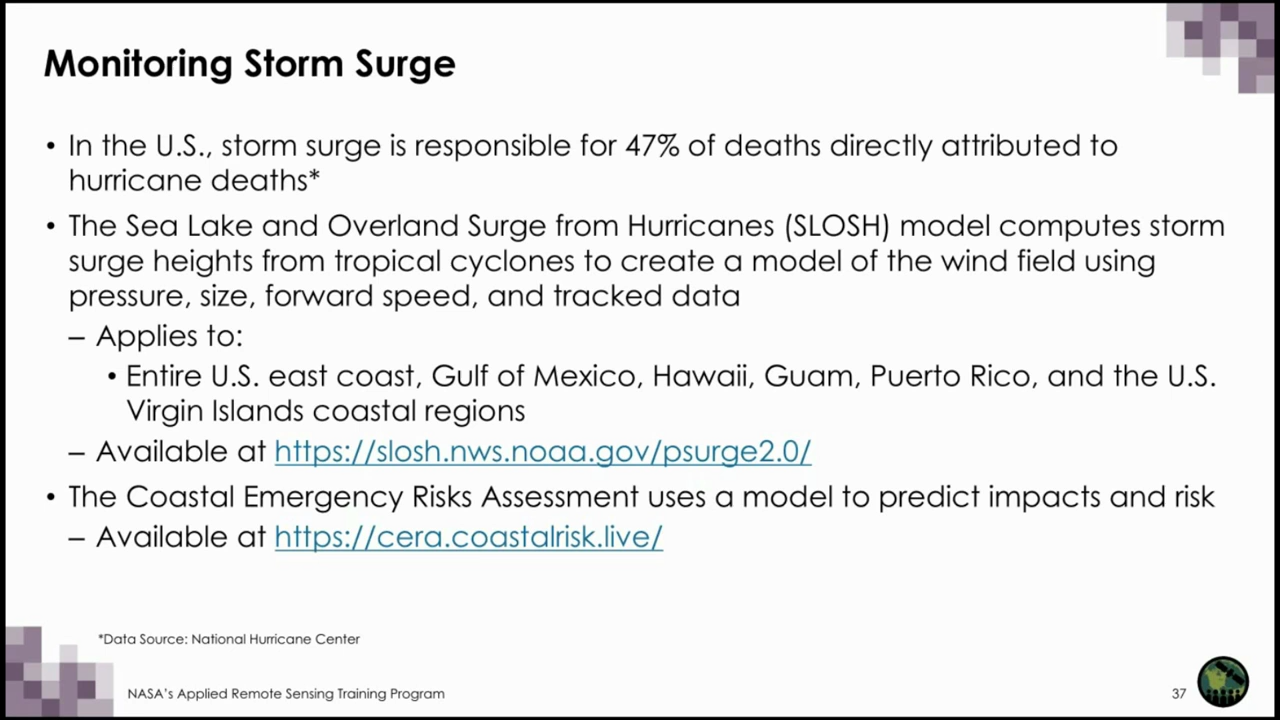 Monitoring Storm Surge
• In the U.S., storm surge is responsible for 47% of deaths directly attributed to
hurricane deaths*
• The Sea Lake and Overland Surge from Hurricanes (SLOSH) model computes storm
surge heights from tropical cyclones to create a model of the wind field using
pressure, size, forward speed, and tracked data
– Applies to:
• Entire U.S. east coast, Gulf of Mexico, Hawaii, Guam, Puerto Rico, and the U.S.
Virgin Islands coastal regions
– Available at https://slosh.nws.noaa.gov/psurge2.0/
• The Coastal Emergency Risks Assessment uses a model to predict impacts and risk
– Available at https://cera.coastalrisk.live/
*Data Source: National Hurricane Center
NASA's Applied Remote Sensing Training Program
37